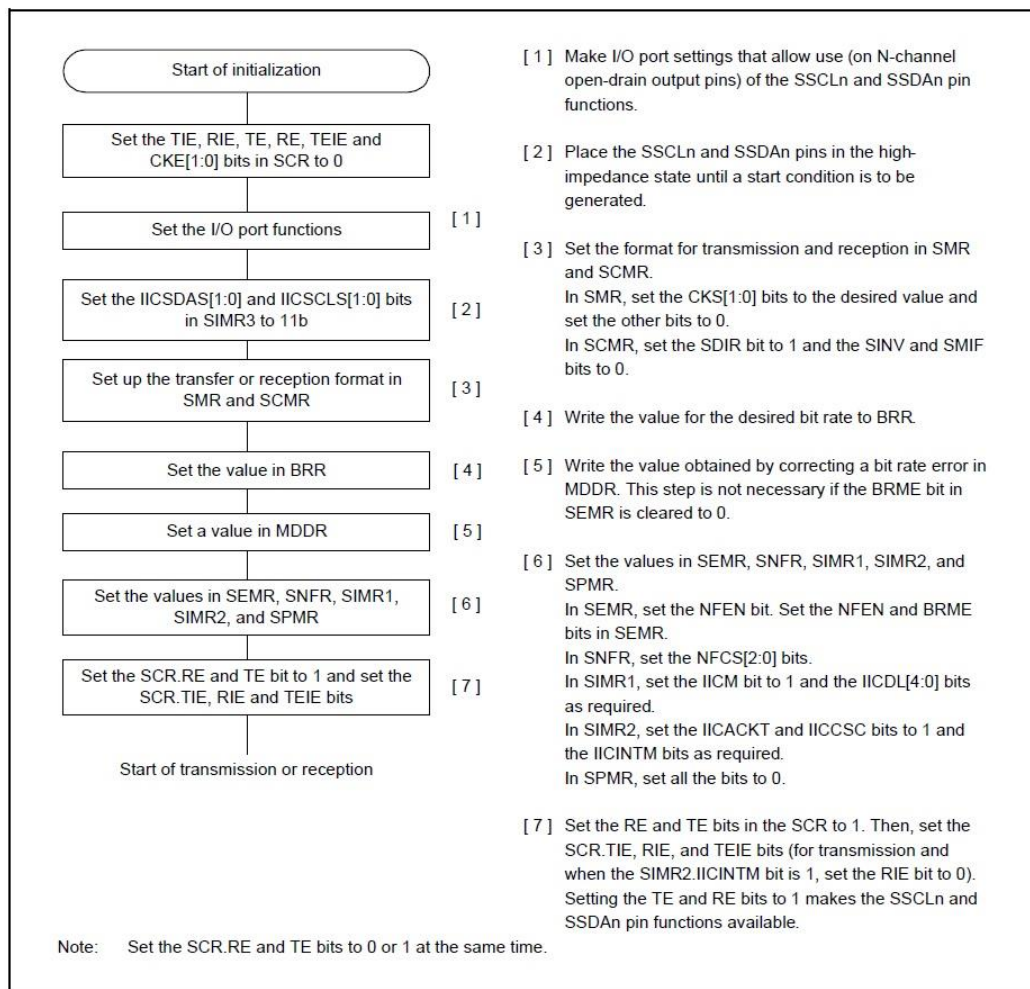 Start of initialization
Set the TIE, RIE, TE, RE, TEIE and
CKE[1:0] bits in SCR to 0
Set the I/O port functions
[ 1 ]
Set the IICSDAS[1:0] and IICSCLS[1:0] bits
in SIMR3 to 11b
[ 2 ]
Set up the transfer or reception format in
SMR and SCMR
[ 3 ]
Set the value in BRR
[ 4 ]
Set a value in MDDR
[ 5 ]
Set the values in SEMR, SNFR, SIMR1,
SIMR2, and SPMR
[ 6 ]
Set the SCR.RE and TE bit to 1 and set the
SCR.TIE, RIE and TEIE bits
[ 7 ]
Start of transmission or reception
[ 1 ] Make I/O port settings that allow use (on N-channel
open-drain output pins) of the SSCLn and SSDAn pin
functions.
[ 2 ] Place the SSCLn and SSDAn pins in the high-
impedance state until a start condition is to be
generated.
[ 3 ] Set the format for transmission and reception in SMR
and SCMR.
In SMR, set the CKS[1:0] bits to the desired value and
set the other bits to 0.
In SCMR, set the SDIR bit to 1 and the SINV and SMIF
bits to 0.
[ 4 ] Write the value for the desired bit rate to BRR.
[ 5 ] Write the value obtained by correcting a bit rate error in
MDDR. This step is not necessary if the BRME bit in
SEMR is cleared to 0.
[ 6 ] Set the values in SEMR, SNFR, SIMR1, SIMR2, and
SPMR.
In SEMR, set the NFEN bit. Set the NFEN and BRME
bits in SEMR.
In SNFR, set the NFCS[2:0] bits.
In SIMR1, set the IICM bit to 1 and the IICDL[4:0] bits
as required.
In SIMR2, set the IICACKT and IICCSC bits to 1 and
the IICINTM bits as required.
In SPMR, set all the bits to 0.
[ 7 ] Set the RE and TE bits in the SCR to 1. Then, set the
SCR.TIE, RIE, and TEIE bits (for transmission and
when the SIMR2.IICINTM bit is 1, set the RIE bit to 0).
Setting the TE and RE bits to 1 makes the SSCLn and
SSDAn pin functions available.
Note: Set the SCR.RE and TE bits to 0 or 1 at the same time.